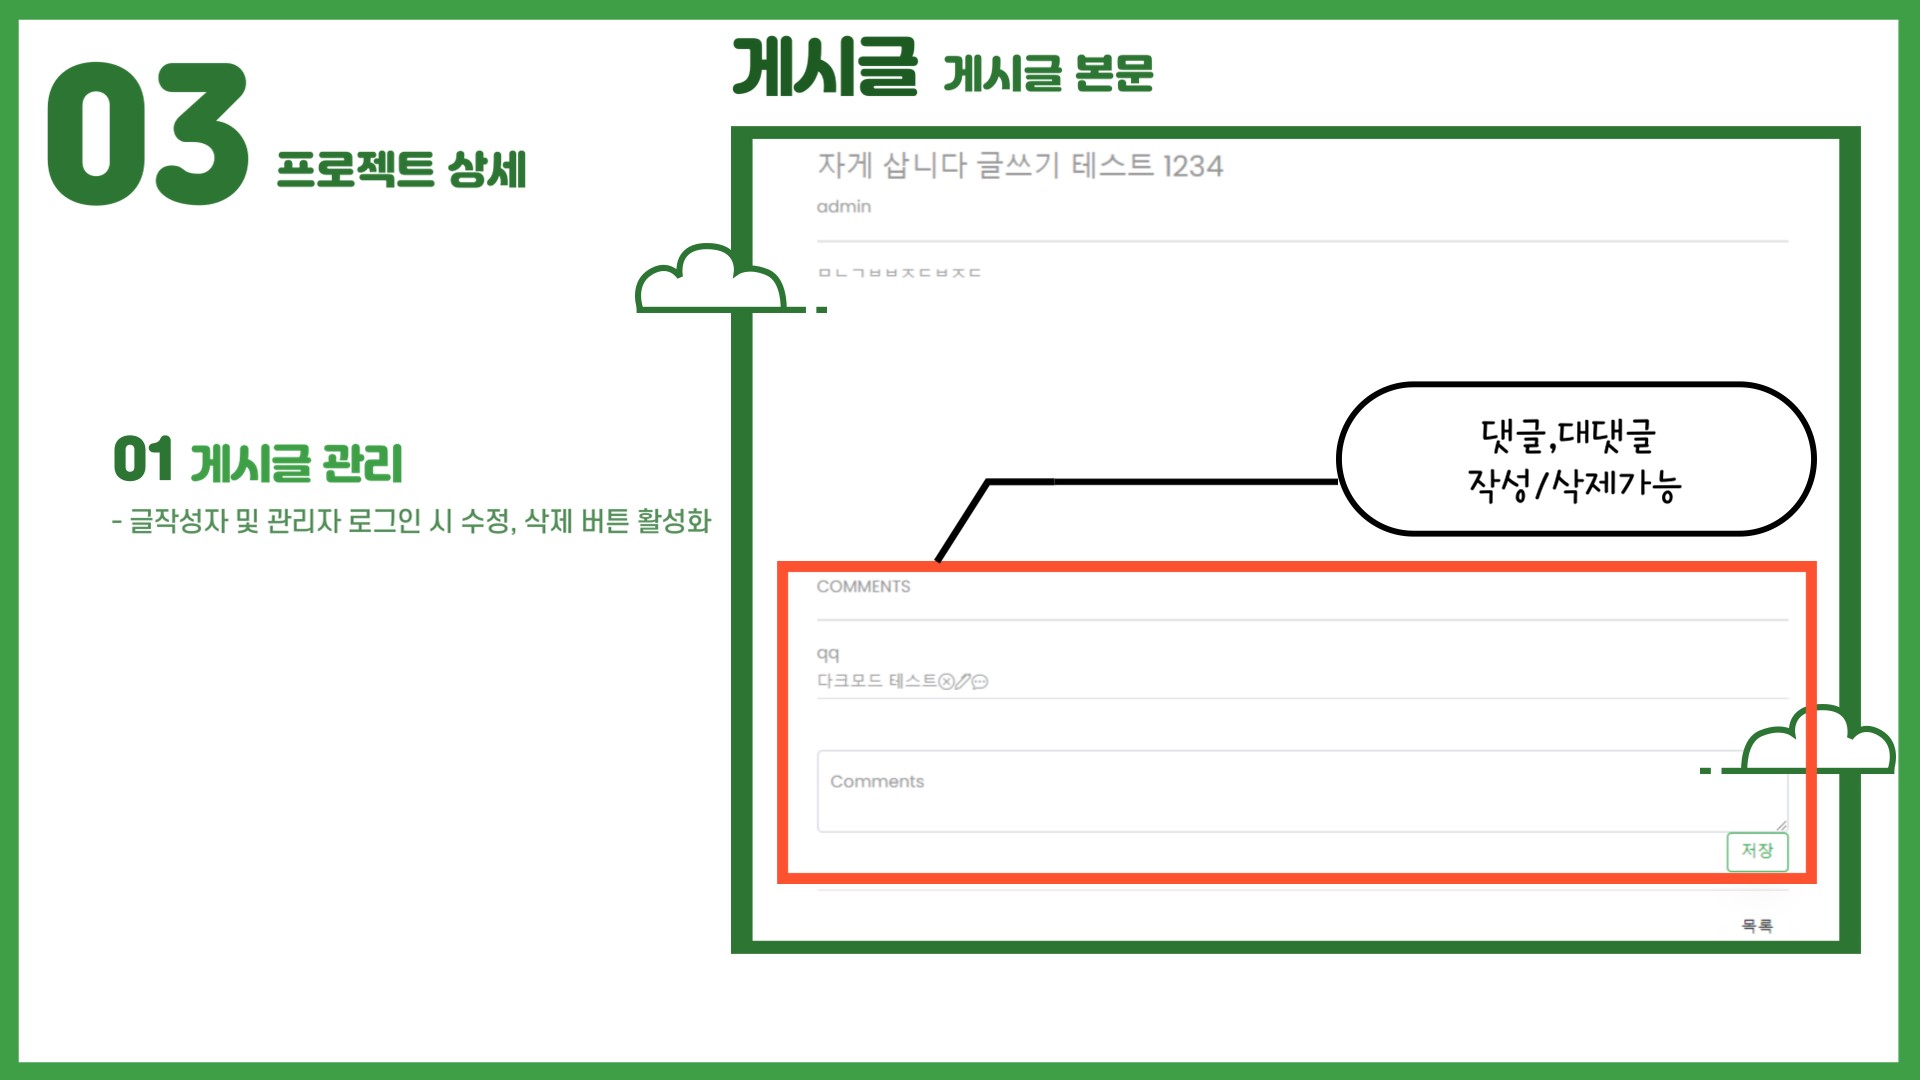 03 프로젝트 상세
01 게시글 관리
- 글작성자 및 관리자 로그인 시 수정, 삭제 버튼 활성화
게시글 게시글 본문
자게 삽니다 글쓰기 테스트 1234
admin
댓글,대댓글
작성/삭제가능
COMMENTS
qq
다크모드 테스트
Comments
저장
목록